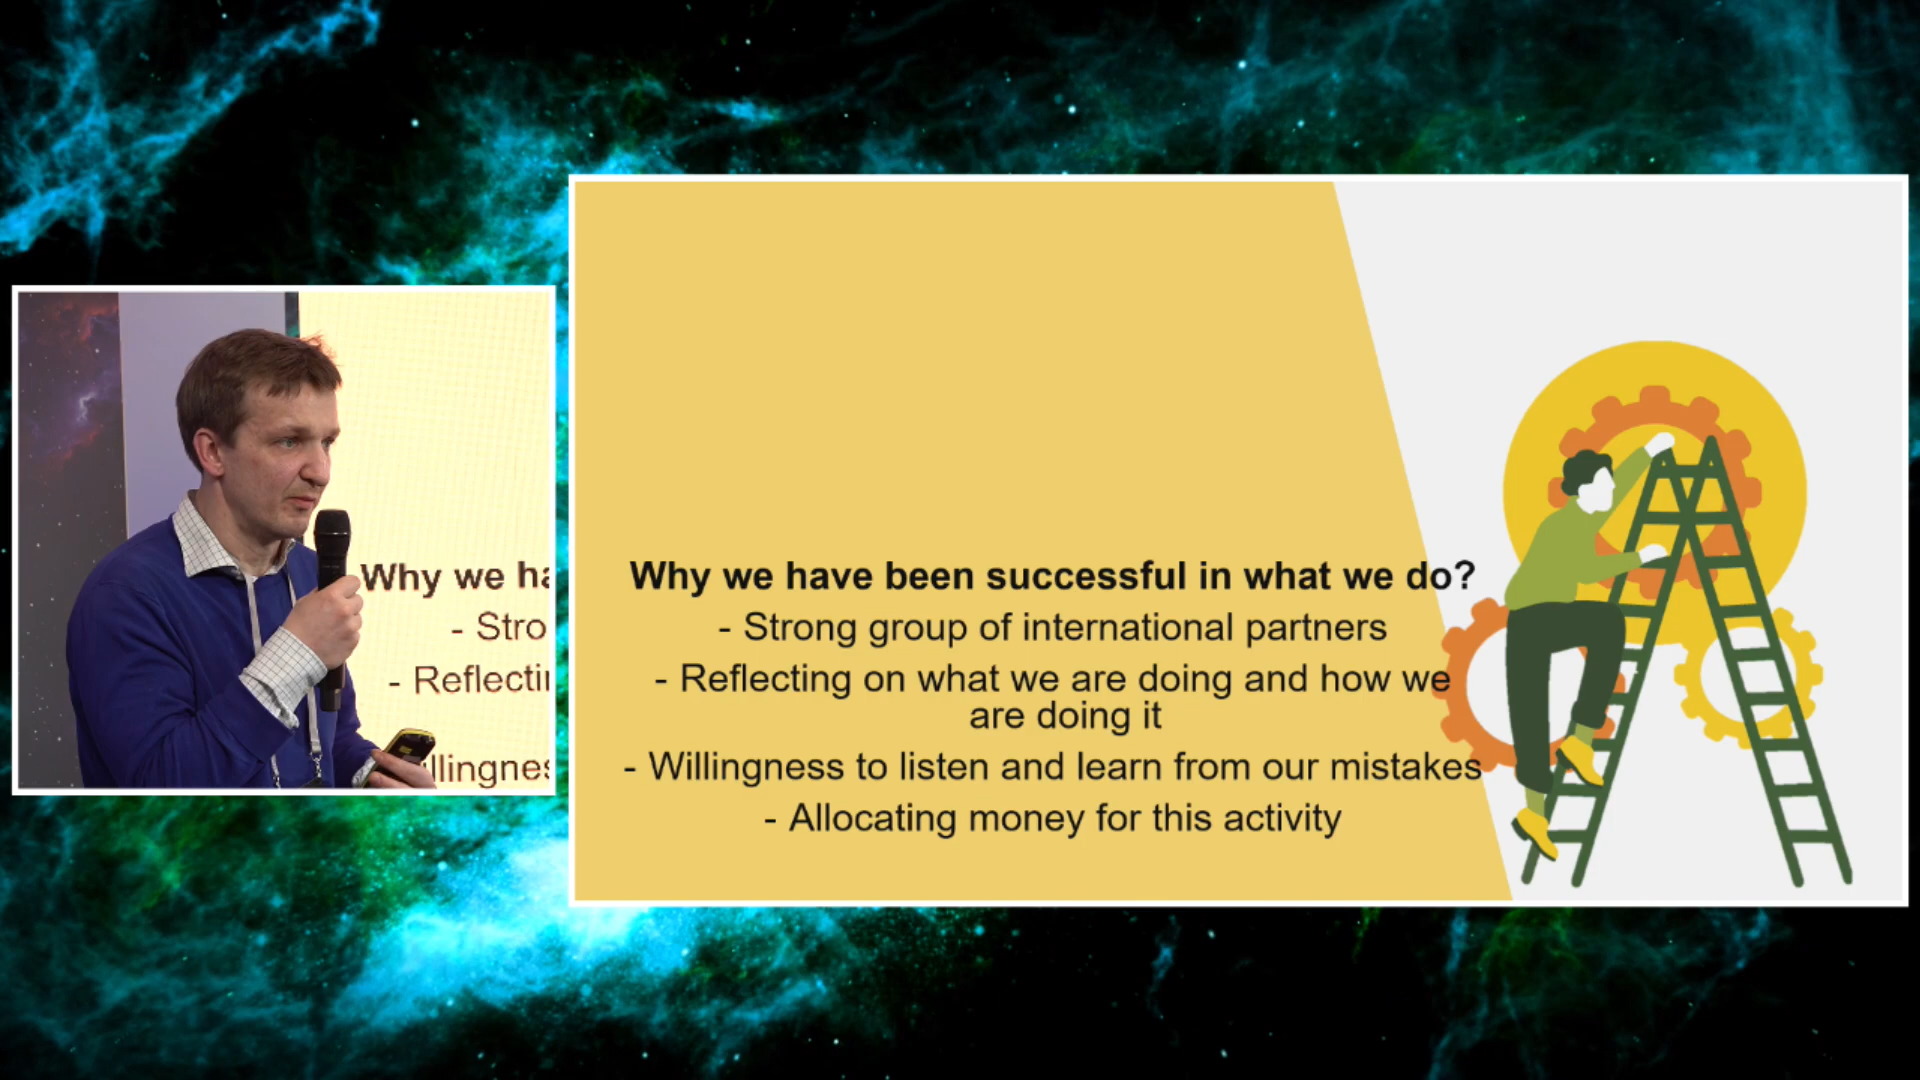 Why we ha
- Stro
- Reflecti
llingnes
Why we have been successful in what we do?
- Strong group of international partners
- Reflecting on what we are doing and how we
are doing it
- Willingness to listen and learn from our mistakes
- Allocating money for this activity